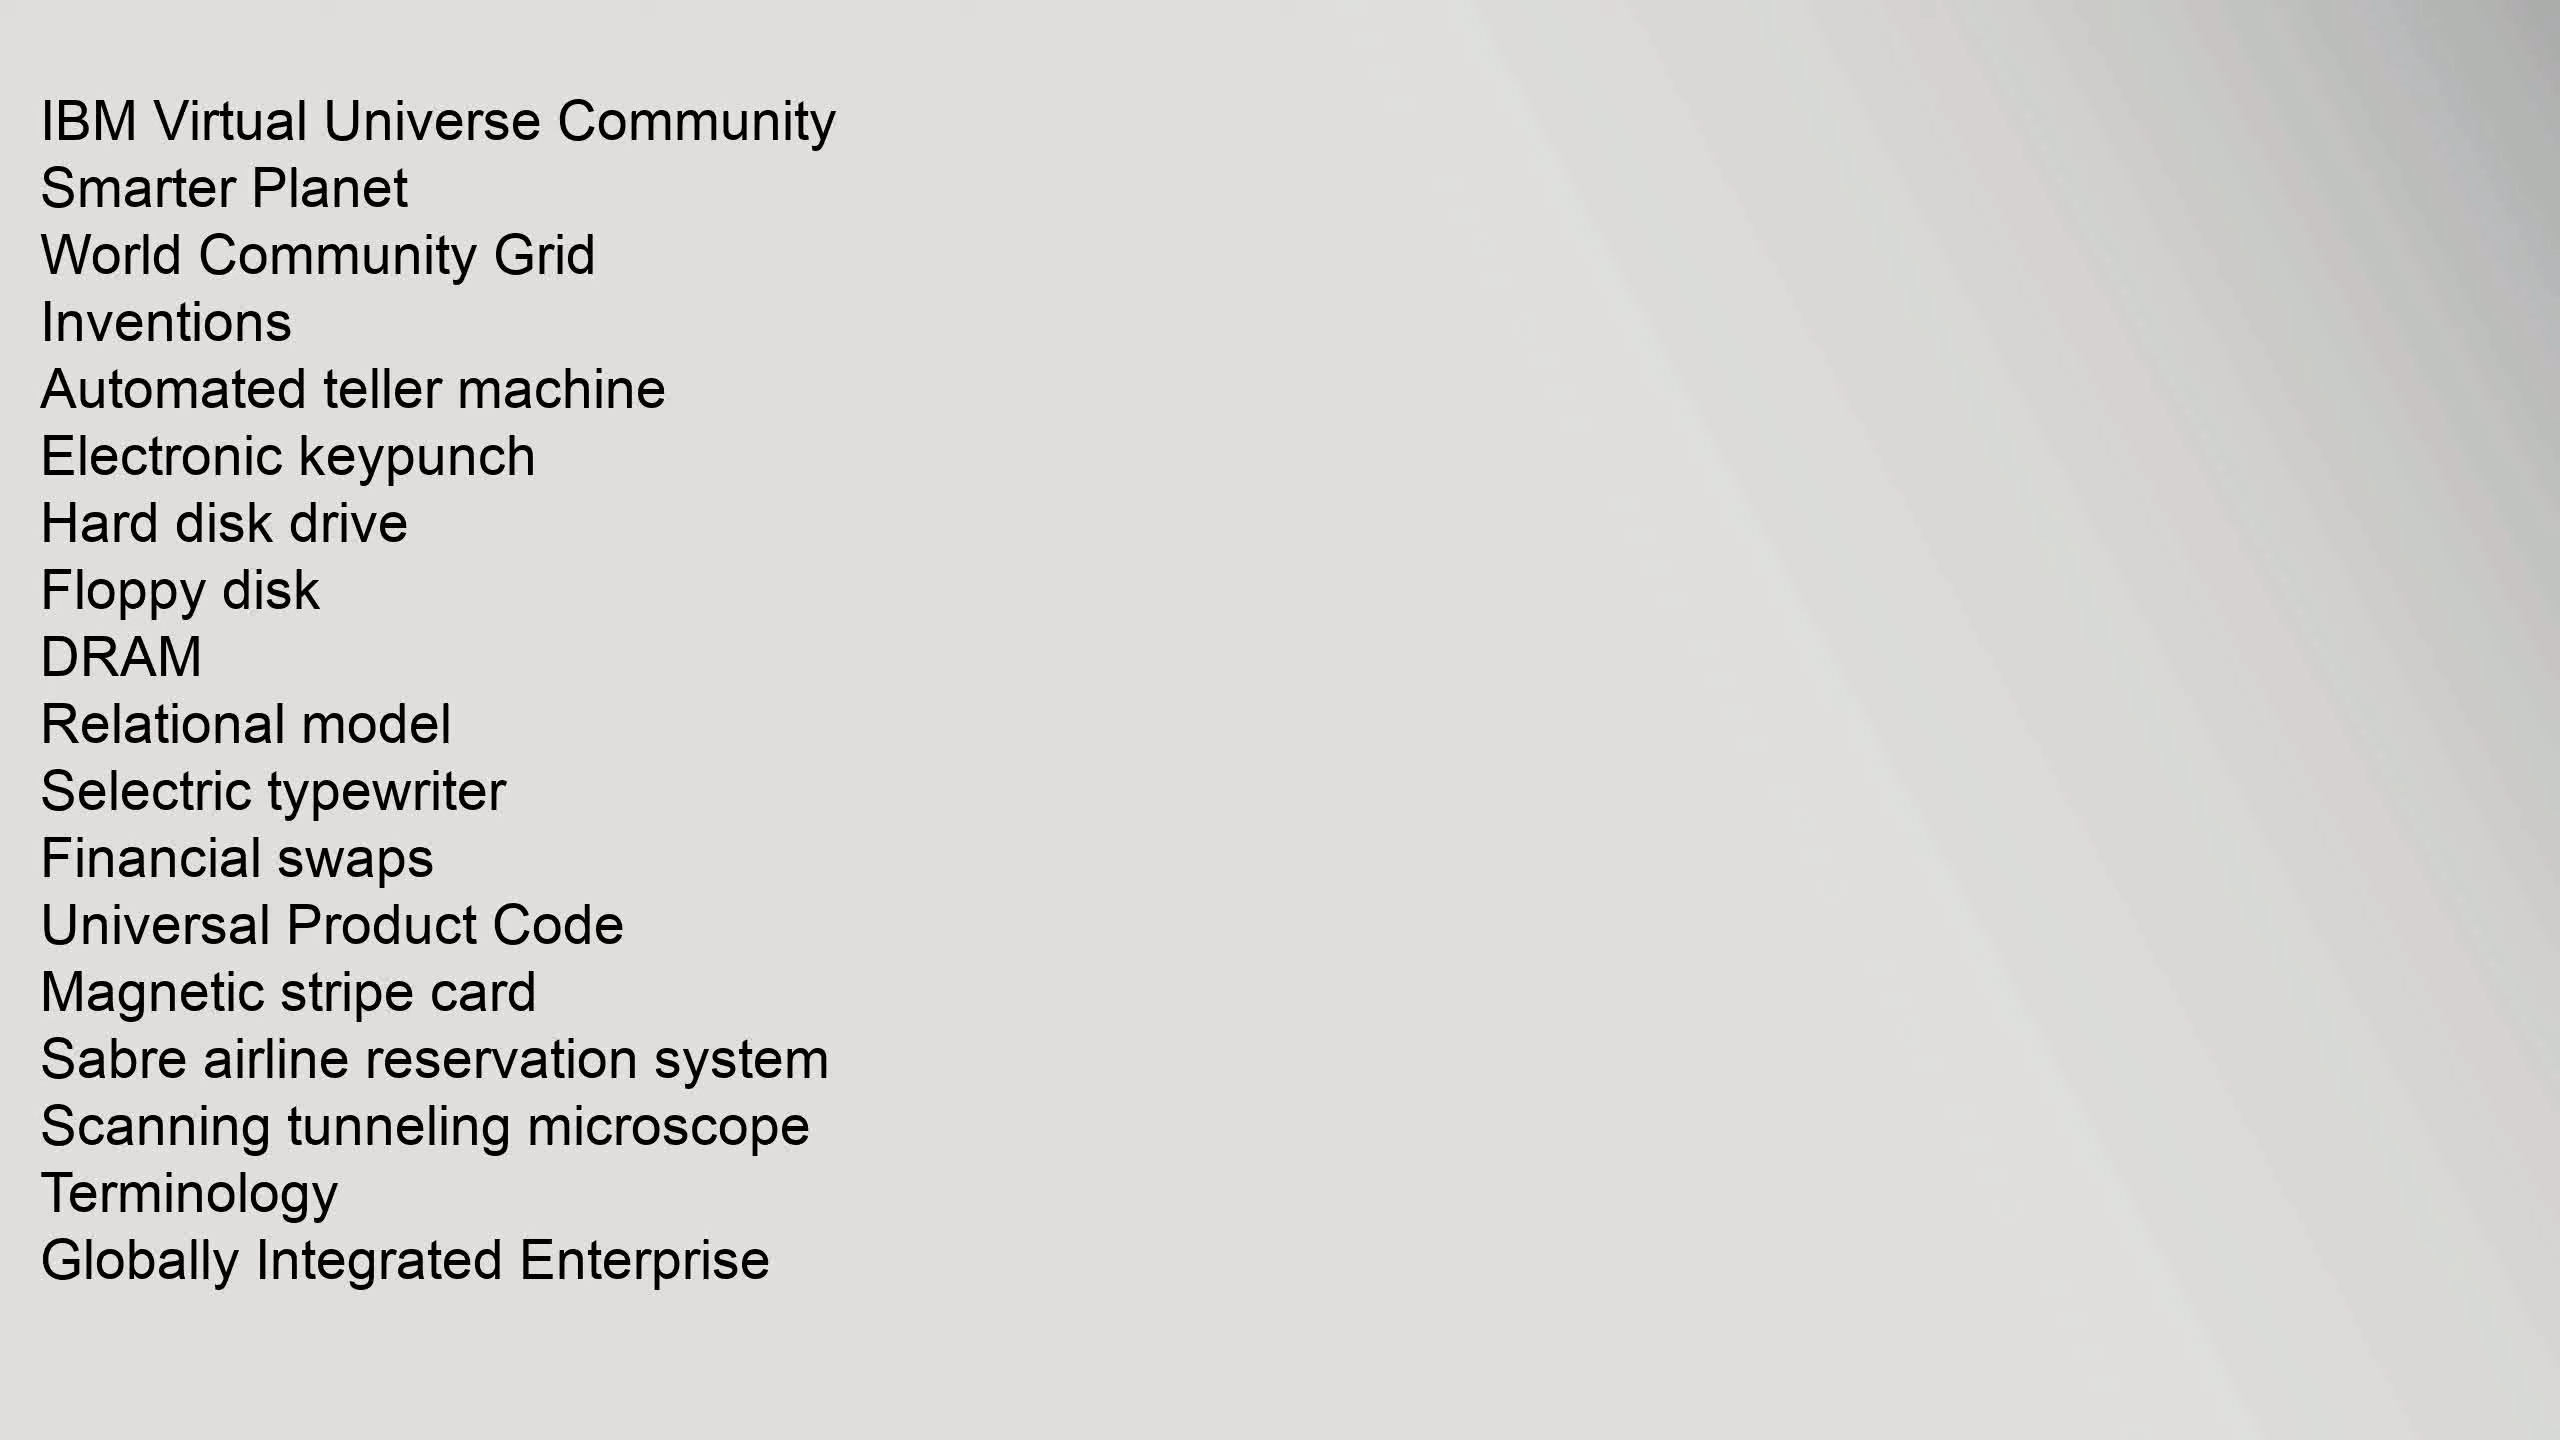 IBM Virtual Universe Community
Smarter Planet
World Community Grid
Inventions
Automated teller machine
Electronic keypunch
Hard disk drive
Floppy disk
DRAM
Relational model
Selectric typewriter
Financial swaps
Universal Product Code
Magnetic stripe card
Sabre airline reservation system
Scanning tunneling microscope
Terminology
Globally Integrated Enterprise